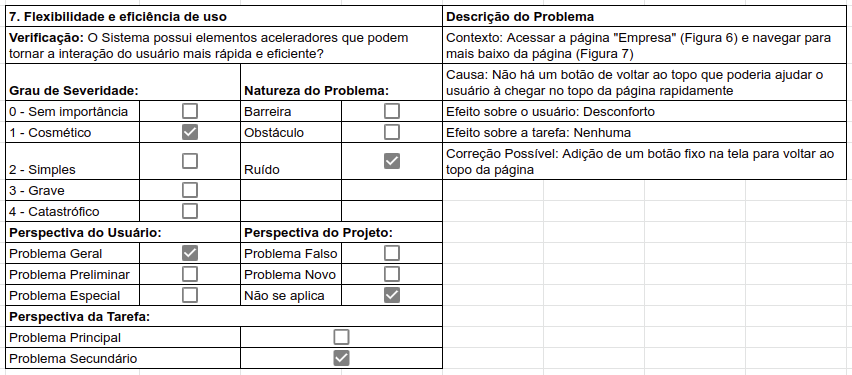 7. Flexibilidade e eficiência de uso
Descrição do Problema
Verificação: O Sistema possui elementos aceleradores que podem
tornar a interação do usuário mais rápida e eficiente?
Contexto: Acessar a página "Empresa" (Figura 6) e navegar para
mais baixo da página (Figura 7)
Grau de Severidade:
Natureza do Problema:
Causa: Não há um botão de voltar ao topo que poderia ajudar o
usuário à chegar no topo da página rapidamente
0 - Sem importância
Barreira
Efeito sobre o usuário: Desconforto
1 - Cosmético
Obstáculo
Efeito sobre a tarefa: Nenhuma
2 - Simples
Ruído
Correção Possível: Adição de um botão fixo na tela para voltar ao
topo da página
3 - Grave
4 - Catastrófico
Perspectiva do Usuário:
Perspectiva do Projeto:
Problema Geral
Problema Falso
Problema Preliminar
Problema Novo
Problema Especial
Não se aplica
Perspectiva da Tarefa:
Problema Principal
Problema Secundário